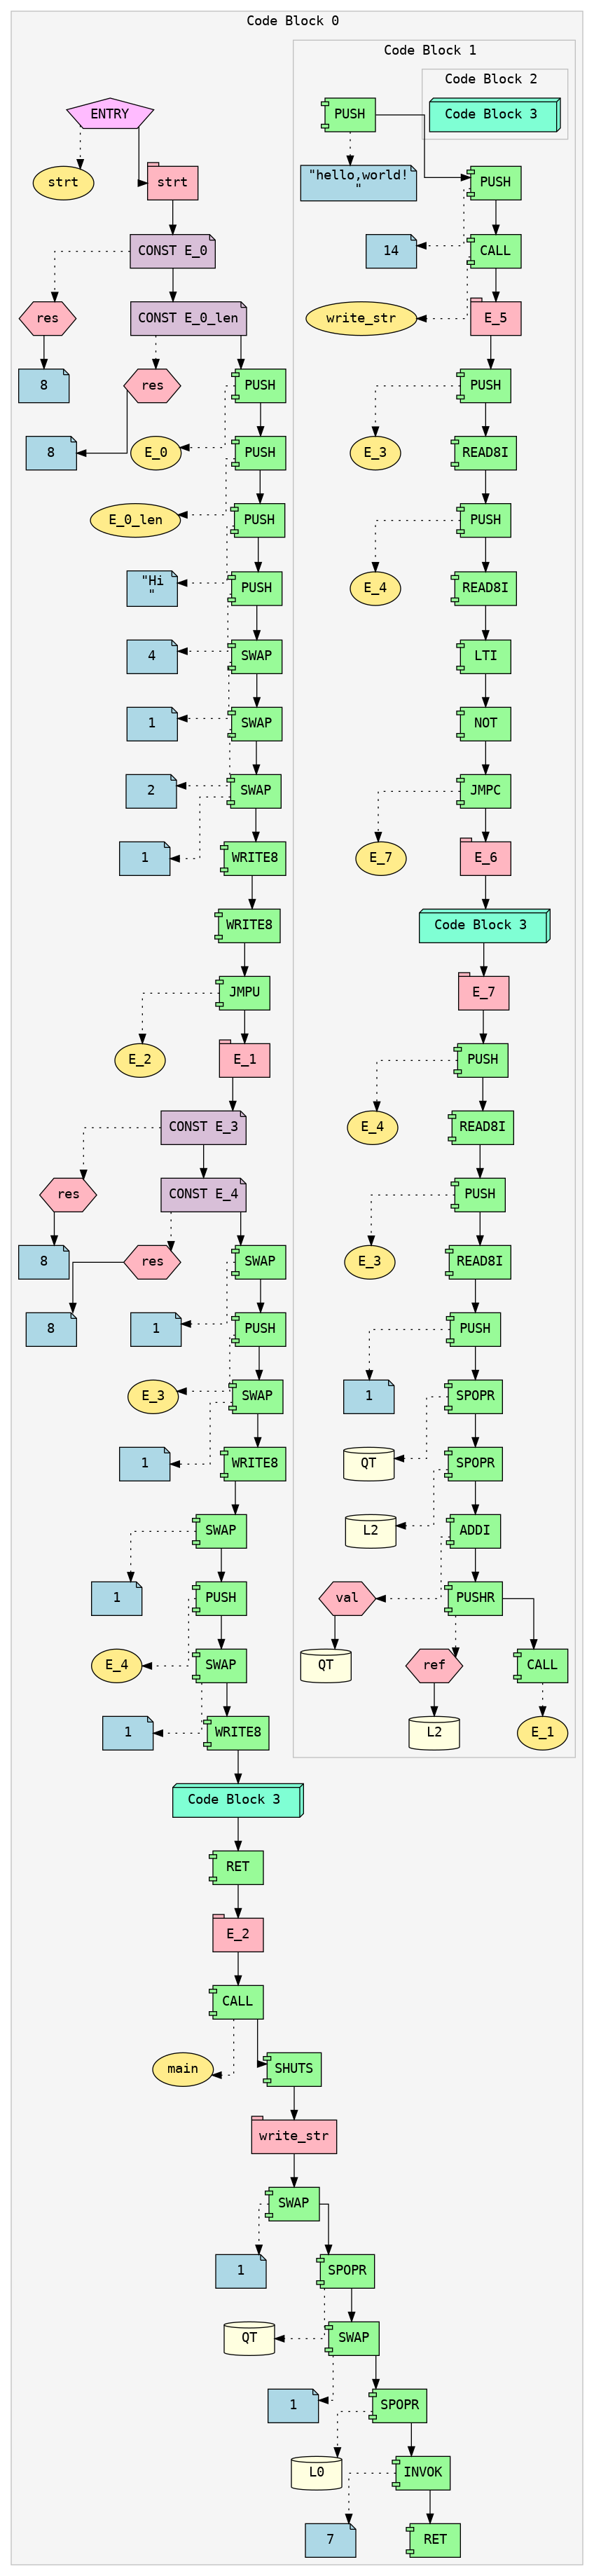 Code Block 0
Code Block 1
Code Block 2
ENTRY
PUSH
Code Block 3
strt
strt
"hello,world!
"
PUSH
CONST E_0
14
CALL
res
CONST E_0_len
write_str
E_5
8
res
PUSH
PUSH
8
E_0
PUSH
E_3
READ8I
E_0_len
PUSH
PUSH
"Hi
"
PUSH
E_4
READ8I
4
SWAP
LTI
1
SWAP
NOT
2
SWAP
JMPC
1
WRITE8
E_7
E_6
WRITE8
Code Block 3
JMPU
E_7
E_2
E_1
PUSH
CONST E_3
E_4
READ8I
res
CONST E_4
PUSH
8
res
SWAP
E_3
READ8I
8
1
PUSH
PUSH
E_3
SWAP
1
SPOPR
1
WRITE8
QT
SPOPR
SWAP
L2
ADDI
1
PUSH
val
PUSHR
E_4
SWAP
QT
ref
CALL
1
WRITE8
L2
E_1
Code Block 3
RET
E_2
CALL
main
SHUTS
write_str
SWAP
1
SPOPR
QT
SWAP
1
SPOPR
L0
INVOK
7
RET